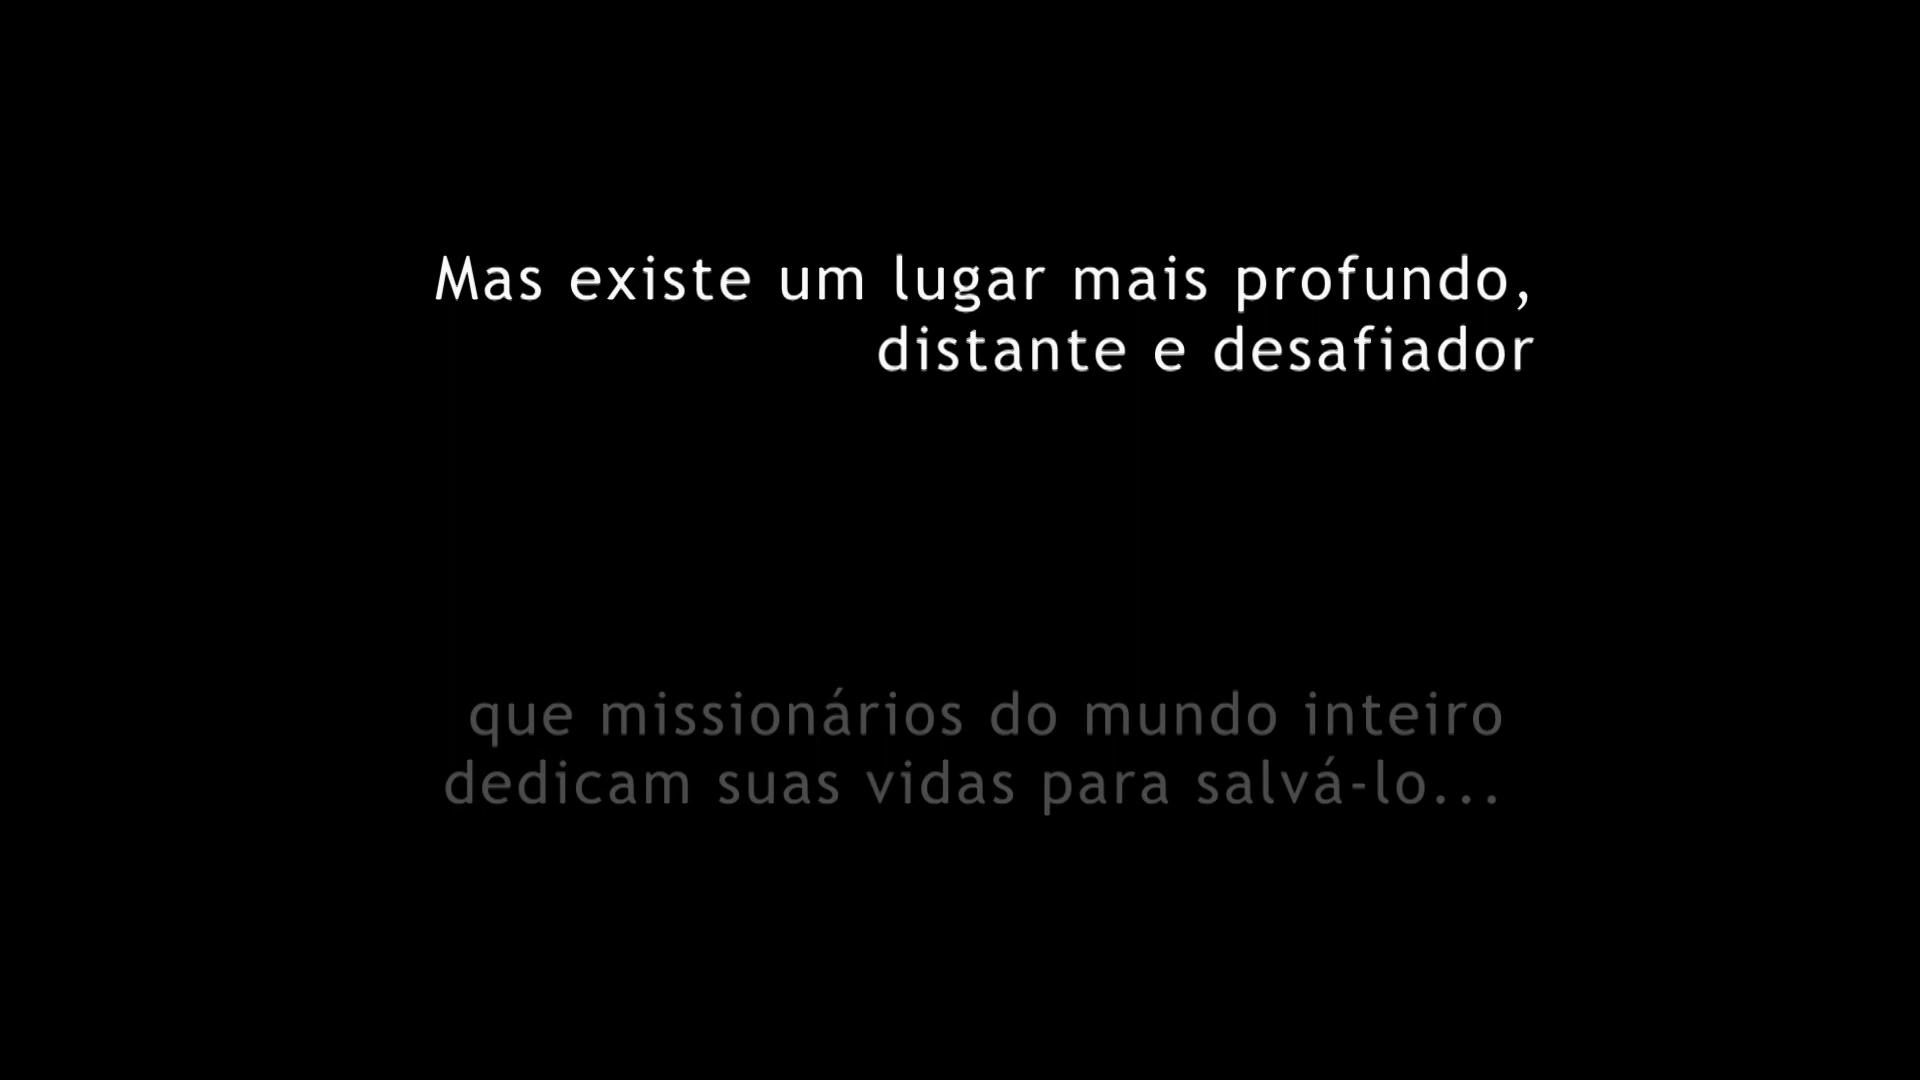 Mas existe um lugar mais profundo,
distante e desafiador
que missionários do mundo inteiro
dedicam suas vidas para salvá-lo...